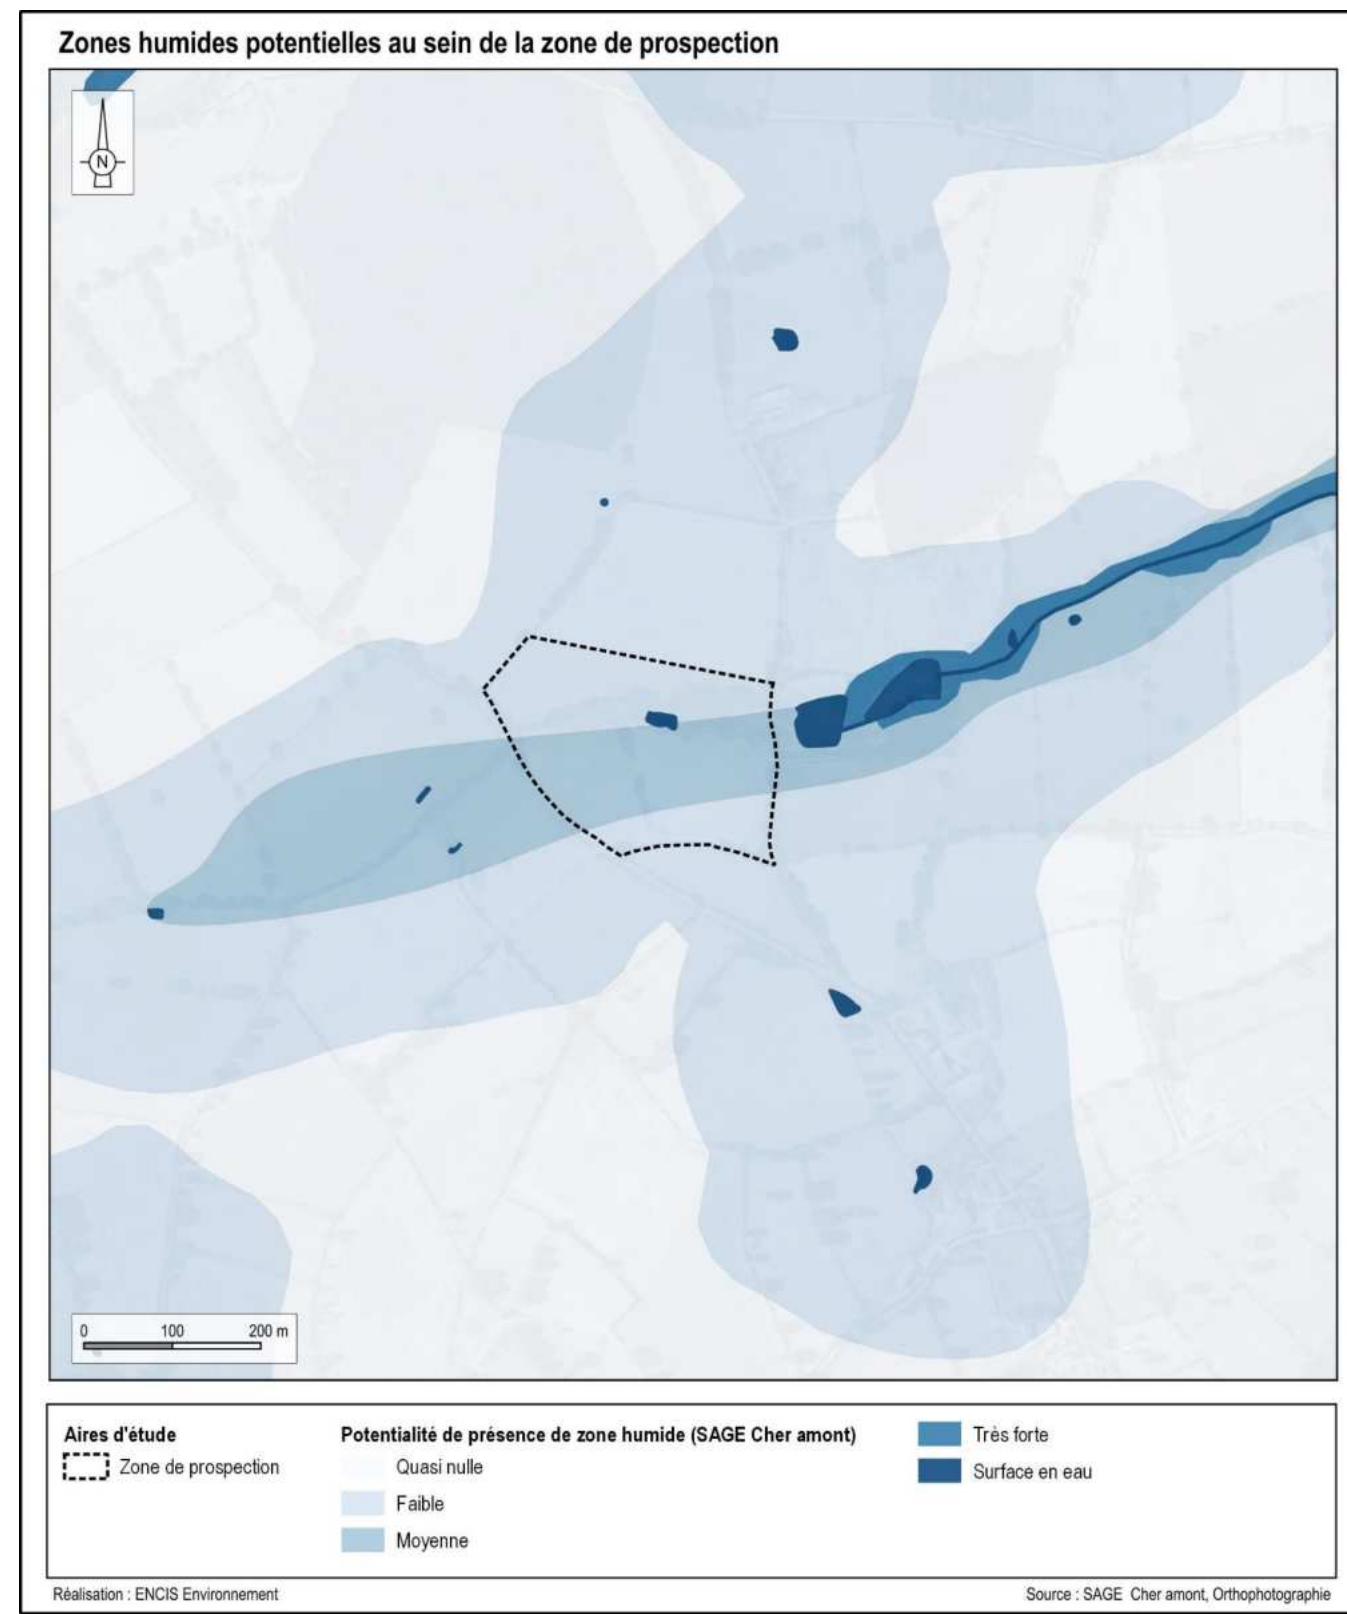 Zones humides potentielles au sein de la zone de prospection
N
0 100 200 m
Aires d'étude
Zone de prospection
Potentialité de présence de zone humide (SAGE Cher amont)
Quasi nulle
Faible
Moyenne
Très forte
Surface en eau
Réalisation : ENCIS Environnement
Source : SAGE Cher amont, Orthophotographie